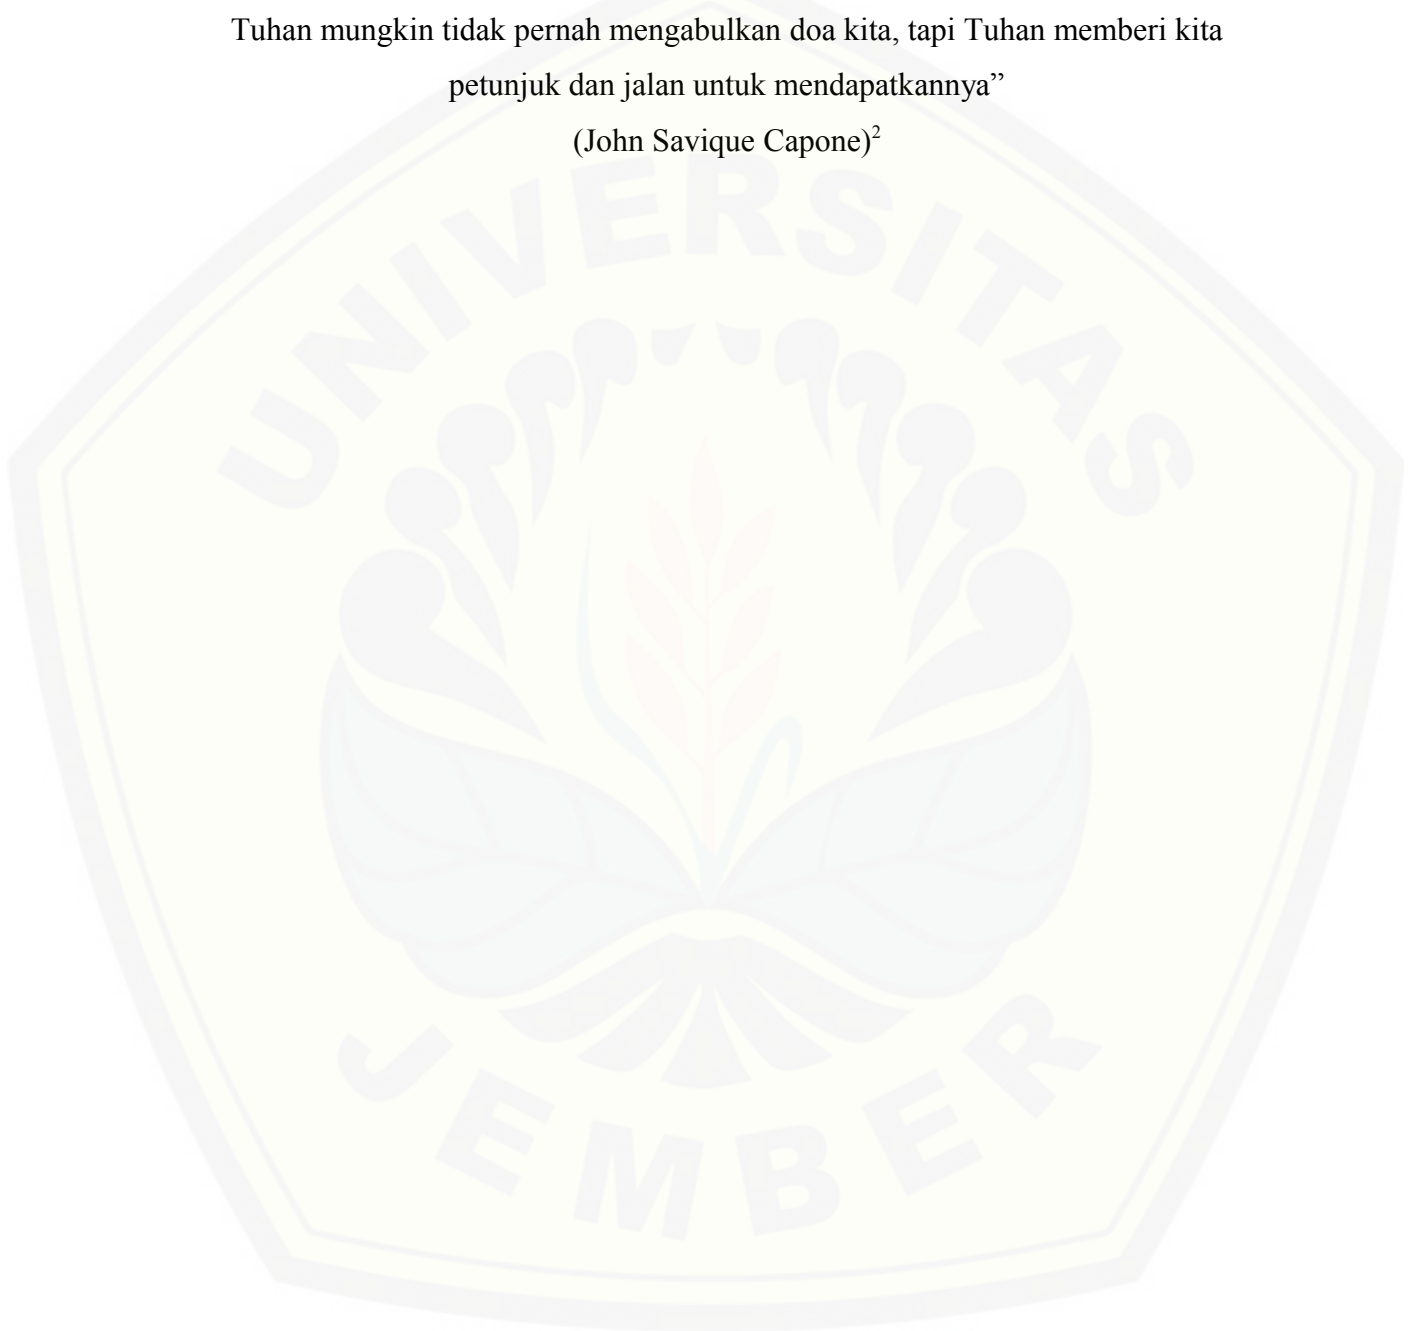 Tuhan mungkin tidak pernah mengabulkan doa kita, tapi Tuhan memberi kita
petunjuk dan jalan untuk mendapatkannya”
(John Savique Capone)²
UNIVERSITAS
JEMBER